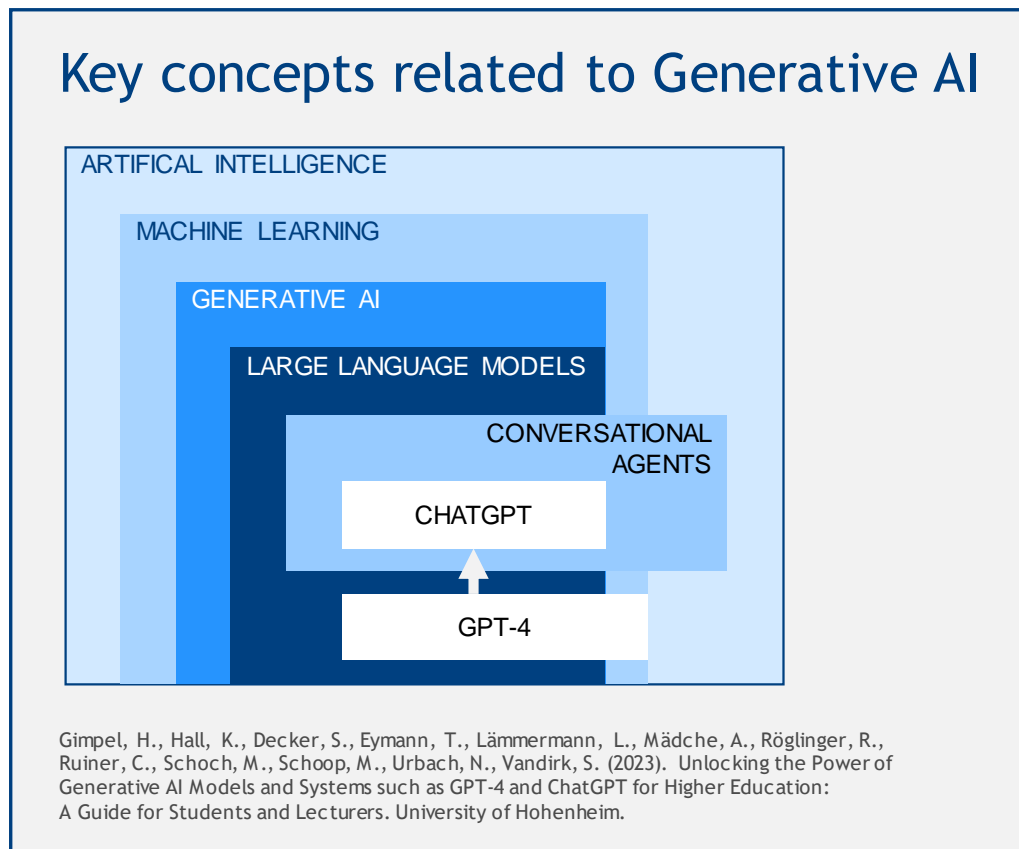 Key concepts related to Generative AI
ARTIFICAL INTELLIGENCE
MACHINE LEARNING
GENERATIVE AI
LARGE LANGUAGE MODELS
CONVERSATIONAL
AGENTS
CHATGPT
GPT-4
Gimpel, H., Hall, K., Decker, S., Eymann, T., Lämmermann, L., Mädche, A., Röglinger, R.,
Ruiner, C., Schoch, M., Schoop, M., Urbach, N., Vandirk, S. (2023). Unlocking the Power of
Generative AI Models and Systems such as GPT-4 and ChatGPT for Higher Education:
A Guide for Students and Lecturers. University of Hohenheim.